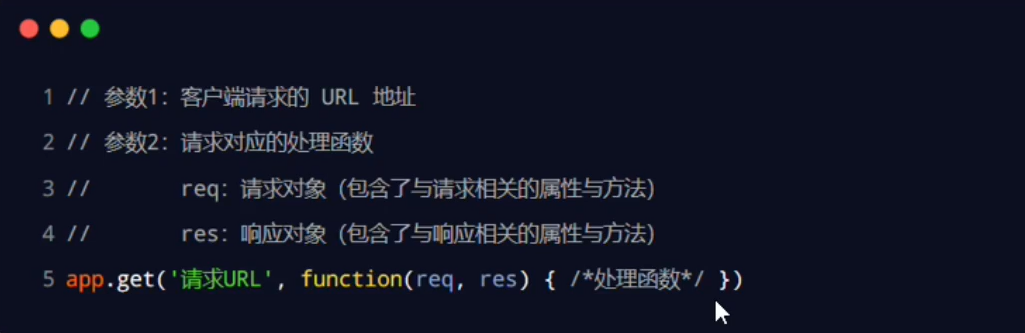 1 // 参数1: 客户端请求的 URL 地址
2 // 参数2: 请求对应的处理函数
3 //       req: 请求对象 (包含了与请求相关的属性与方法)
4 //       res: 响应对象 (包含了与响应相关的属性与方法)
5 app.get('请求URL', function(req, res) { /*处理函数*/ })